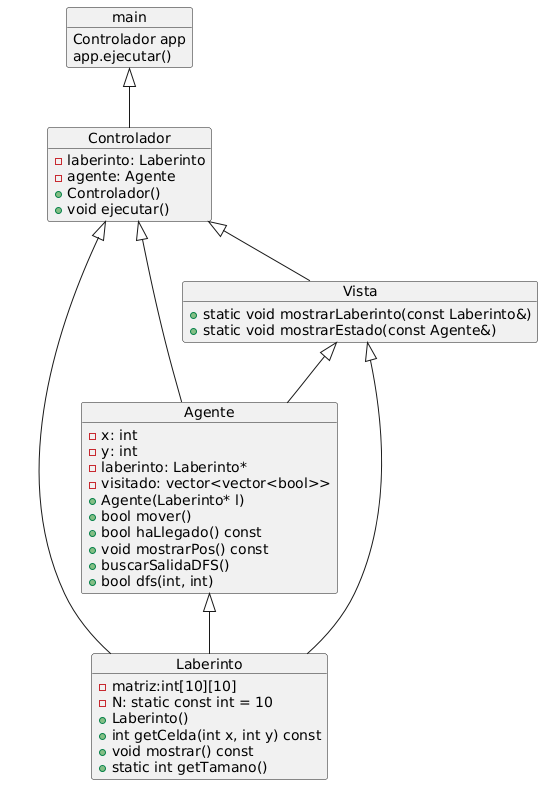 main
Controlador app
app.ejecutar()
Controlador
laberinto: Laberinto
agente: Agente
Controlador()
void ejecutar()
Vista
static void mostrarLaberinto(const Laberinto&)
static void mostrarEstado(const Agente&)
Agente
x: int
y: int
laberinto: Laberinto*
visitado: vector<vector<bool>>
Agente(Laberinto* l)
bool mover()
bool haLlegado() const
void mostrarPos() const
buscarSalidaDFS()
bool dfs(int, int)
Laberinto
matriz:int[10][10]
N: static const int = 10
Laberinto()
int getCelda(int x, int y) const
void mostrar() const
static int getTamano()